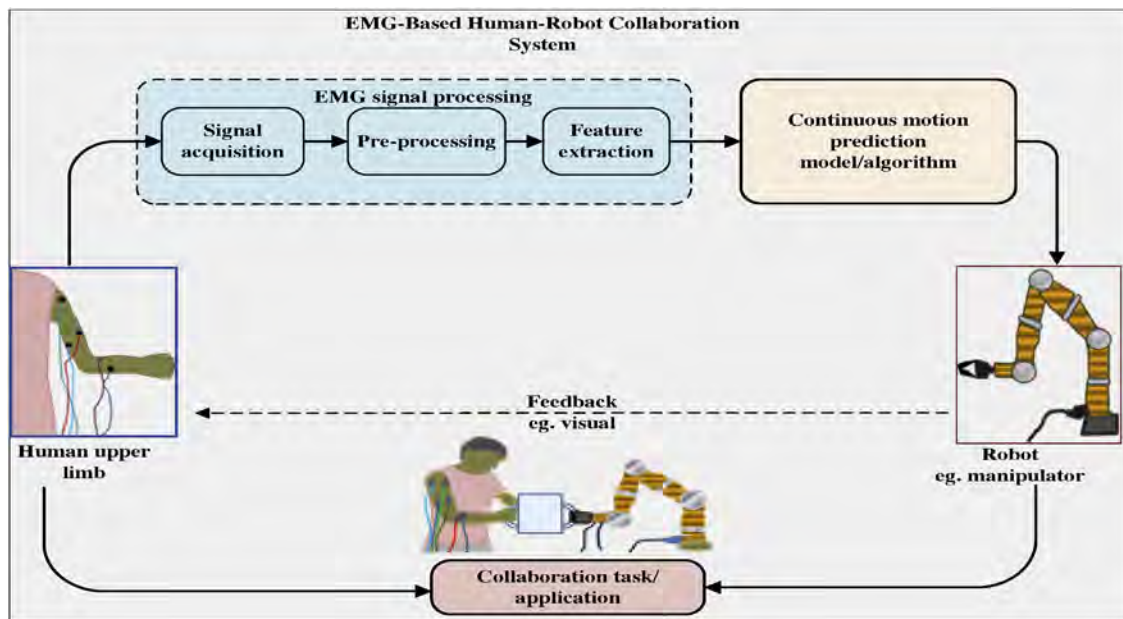 EMG-Based Human-Robot Collaboration
System
EMG signal processing
Signal
acquisition
Pre-processing
Feature
extraction
Continuous motion
prediction
model/algorithm
Feedback
eg. visual
Human upper
limb
Robot
eg. manipulator
Collaboration task/
application